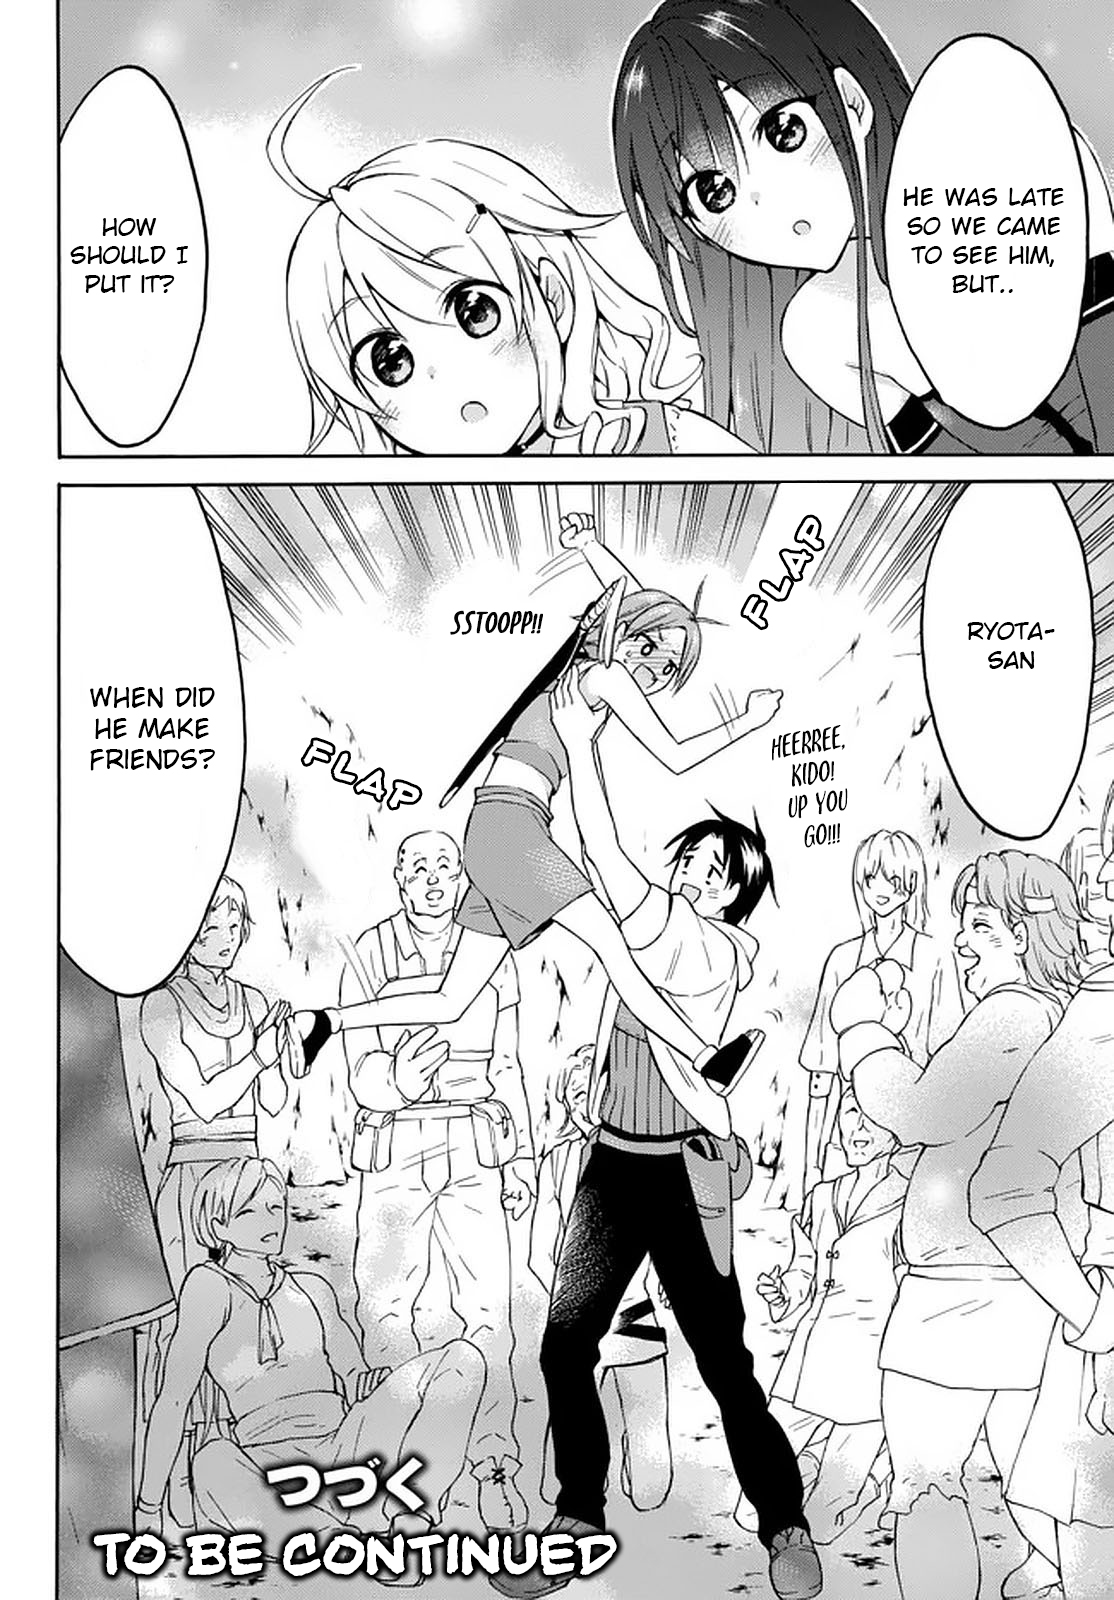 HE WAS LATE
SO WE CAME
TO SEE HIM,
BUT..
HOW
SHOULD I
PUT IT?
RYOTA-
SAN
FLAP
SSTOOPP!!
HEERREE,
KIDO!
UP YOU
GO!!!
FLAP
WHEN DID
HE MAKE
FRIENDS?
つづく
TO BE CONTINUED